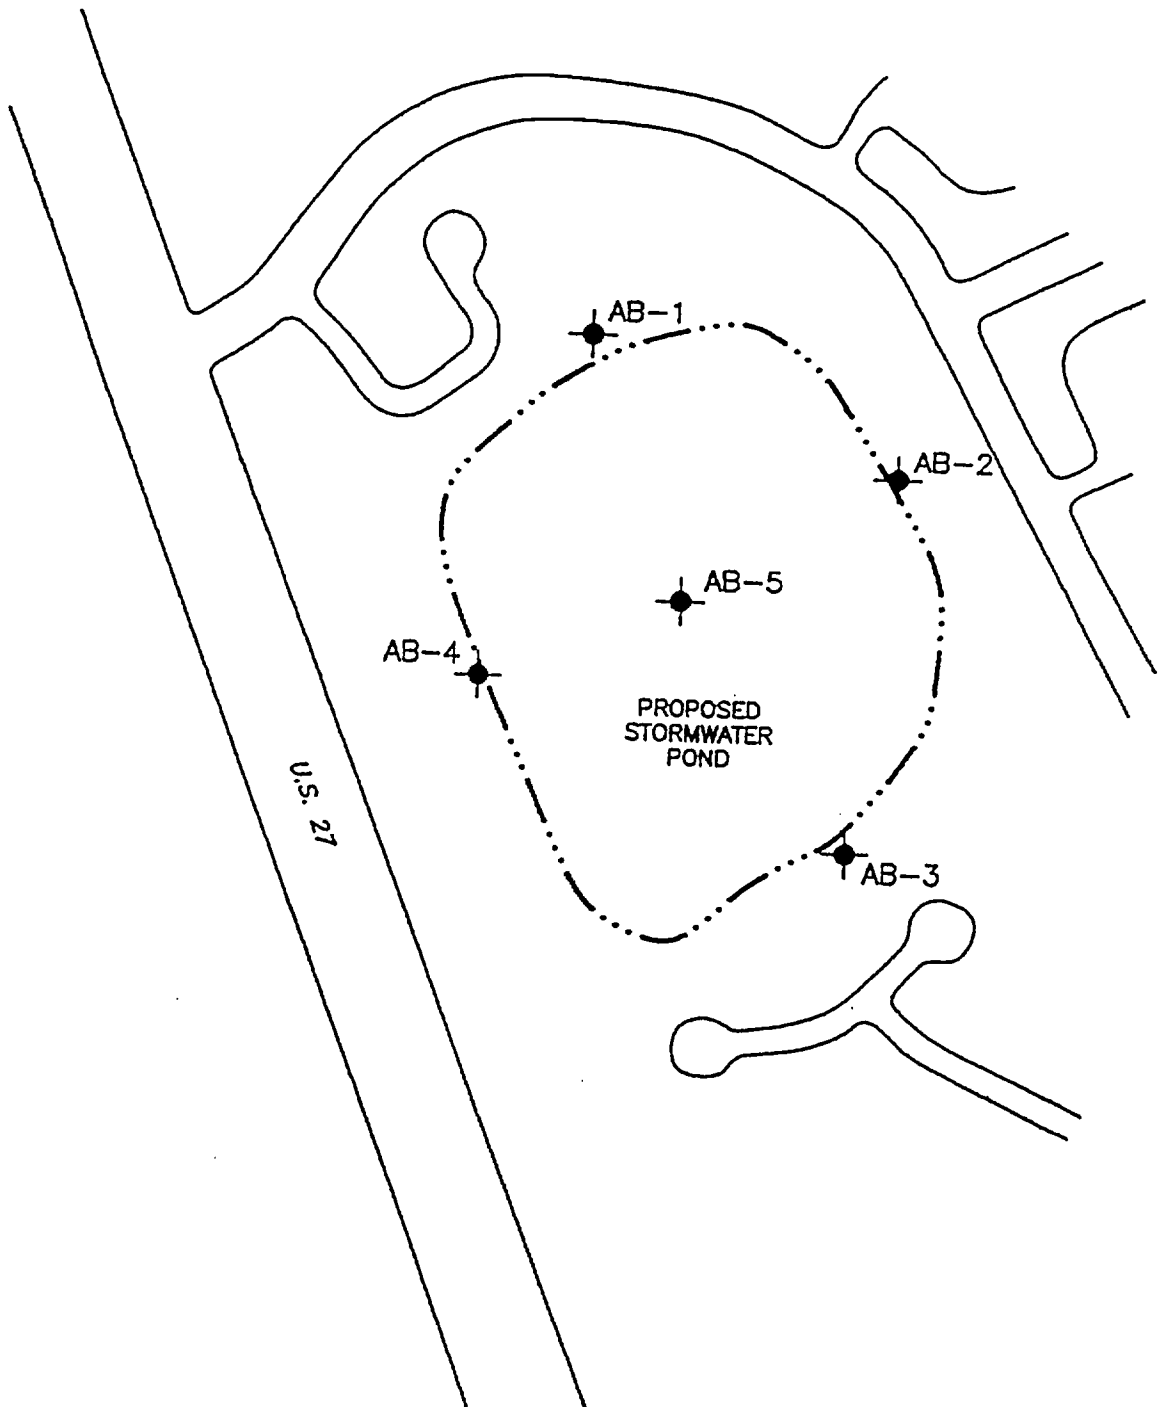 AB-1
AB-2
AB-5
AB-4
PROPOSED
STORMWATER
POND
U.S. 27
AB-3